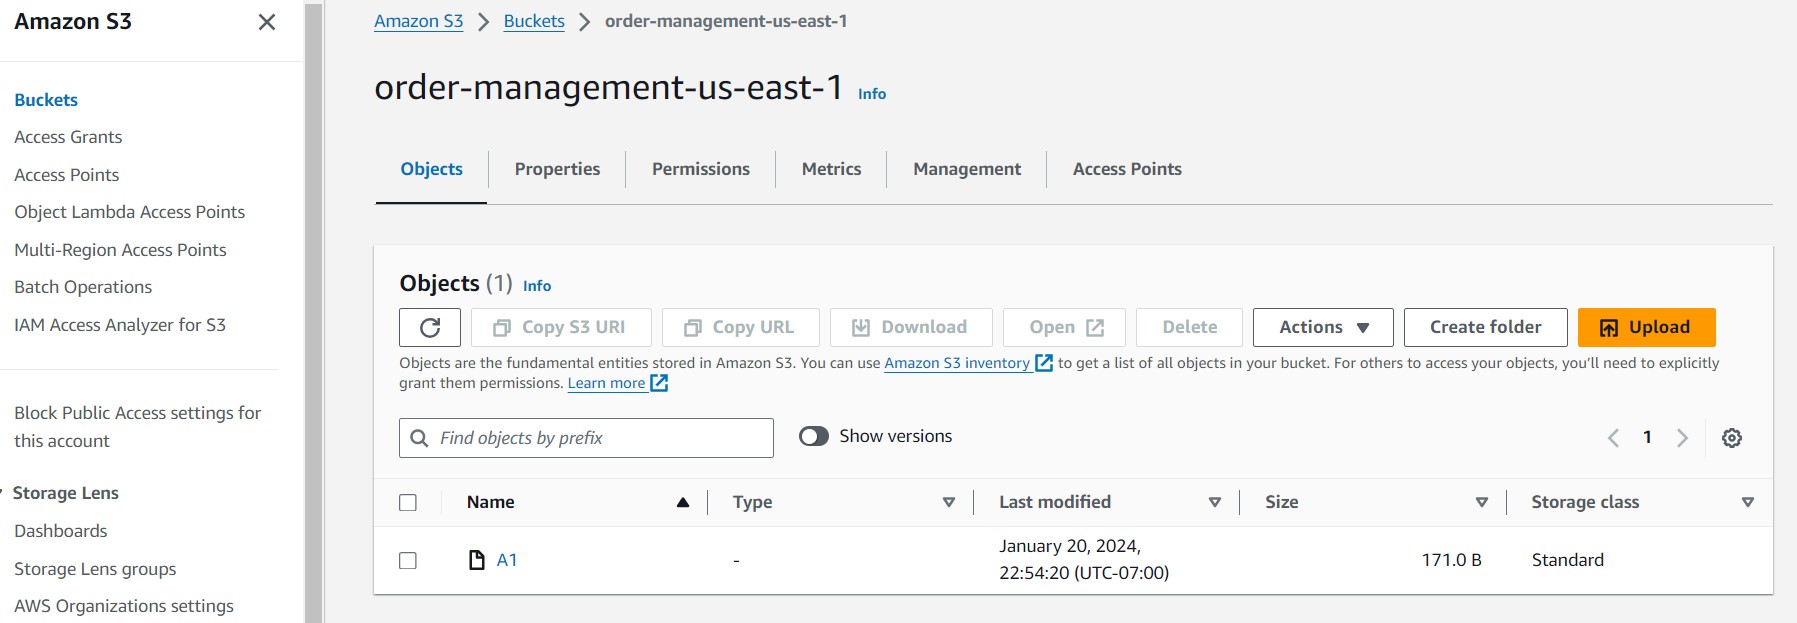 Amazon S3
Buckets
Access Grants
Access Points
Object Lambda Access Points
Multi-Region Access Points
Batch Operations
IAM Access Analyzer for S3
Block Public Access settings for
this account
Storage Lens
Dashboards
Storage Lens groups
AWS Organizations settings
Amazon S3 Buckets order-management-us-east-1
order-management-us-east-1 Info
Objects Properties Permissions Metrics Management Access Points
Objects (1) Info
Copy S3 URI Copy URL Download Open Delete Actions Create folder Upload
Objects are the fundamental entities stored in Amazon S3. You can use Amazon S3 inventory to get a list of all objects in your bucket. For others to access your objects, you’ll need to explicitly
grant them permissions. Learn more
Find objects by prefix Show versions 1
Name Type Last modified Size Storage class
A1 - January 20, 2024, 171.0 B Standard
22:54:20 (UTC-07:00)